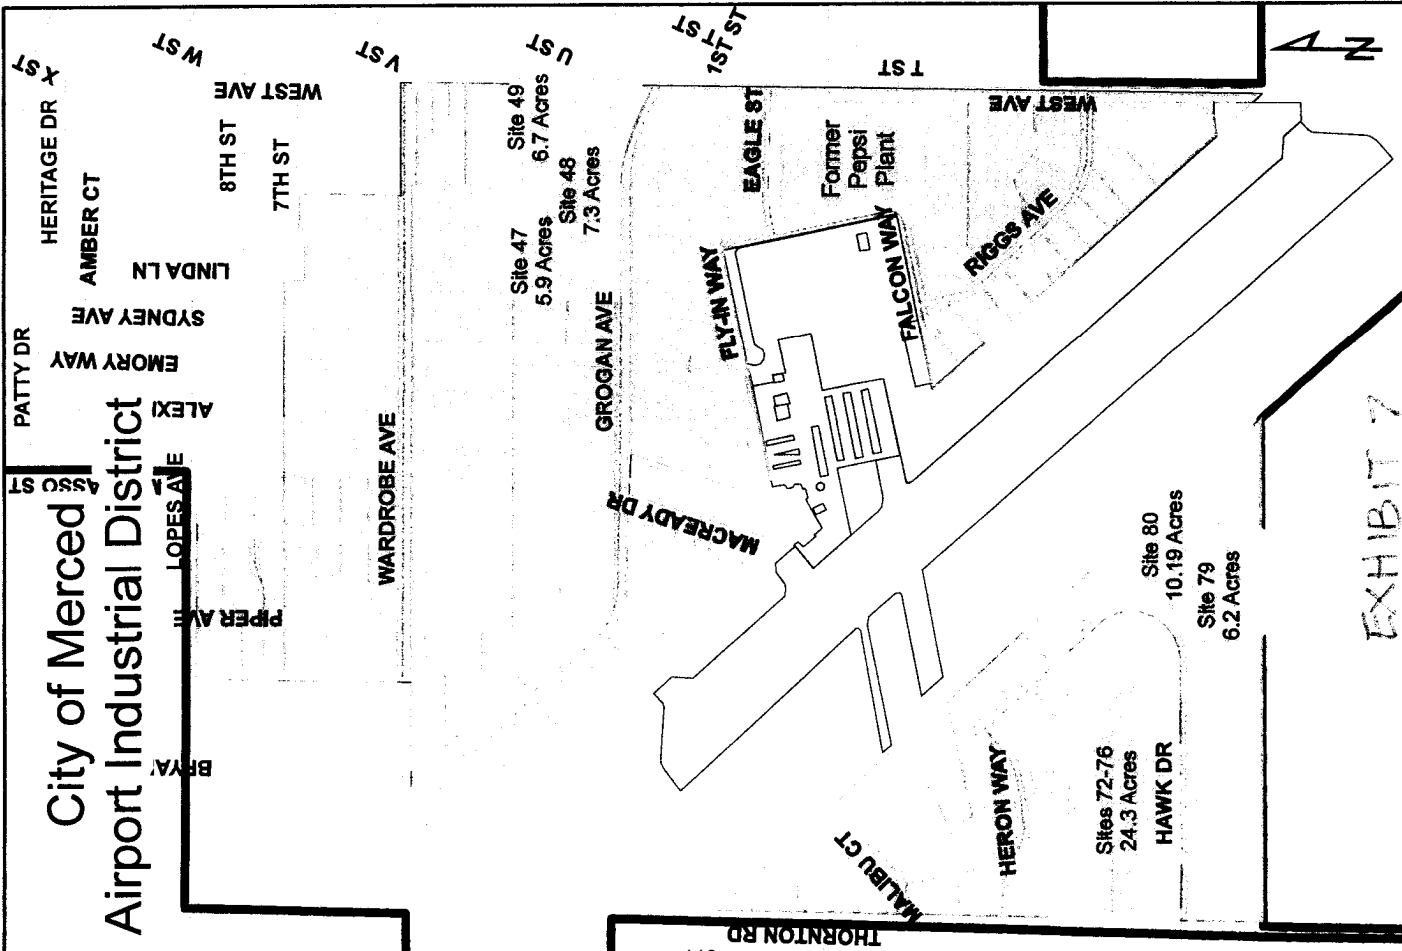 City of Merced
Airport Industrial District
X ST
W ST
V ST
U ST
T ST
1ST ST
T ST
WEST AVE
WEST AVE
HERITAGE DR
AMBER CT
8TH ST
7TH ST
LINDA LN
SYDNEY AVE
EMORY WAY
PATTY DR
ALEXI
ASSO ST
LOPES AVE
PIPER AVE
BRYA
WARDROBE AVE
Site 49
6.7 Acres
Site 48
7.3 Acres
Site 47
5.9 Acres
GROGAN AVE
MACREADY DR
EAGLE ST
Former
Pepsi
Plant
FLY-IN WAY
FALCON WAY
RIGGS AVE
Site 80
10.19 Acres
Site 79
6.2 Acres
Sites 72-76
24.3 Acres
HAWK DR
HERON WAY
MALIBU CT
THORNTON RD
N
EXHIBIT 7